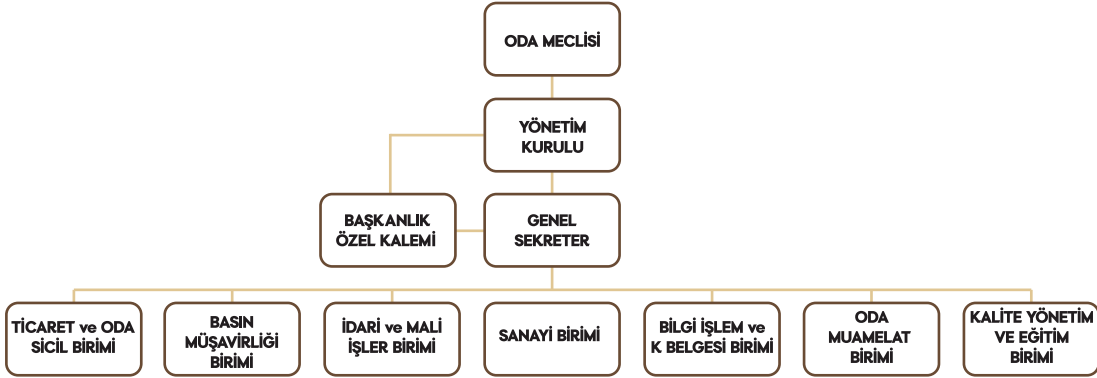 ODA MECLİSİ
YÖNETİM
KURULU
BAŞKANLIK
ÖZEL KALEMİ
GENEL
SEKRETER
TİCARET ve ODA
SİCİL BİRİMİ
BASIN
MÜŞAVİRLİĞİ
BİRİMİ
İDARİ ve MALİ
İŞLER BİRİMİ
SANAYİ BİRİMİ
BİLGİ İŞLEM ve
K BELGESİ BİRİMİ
ODA
MUAMELAT
BİRİMİ
KALİTE YÖNETİM
VE EĞİTİM
BİRİMİ